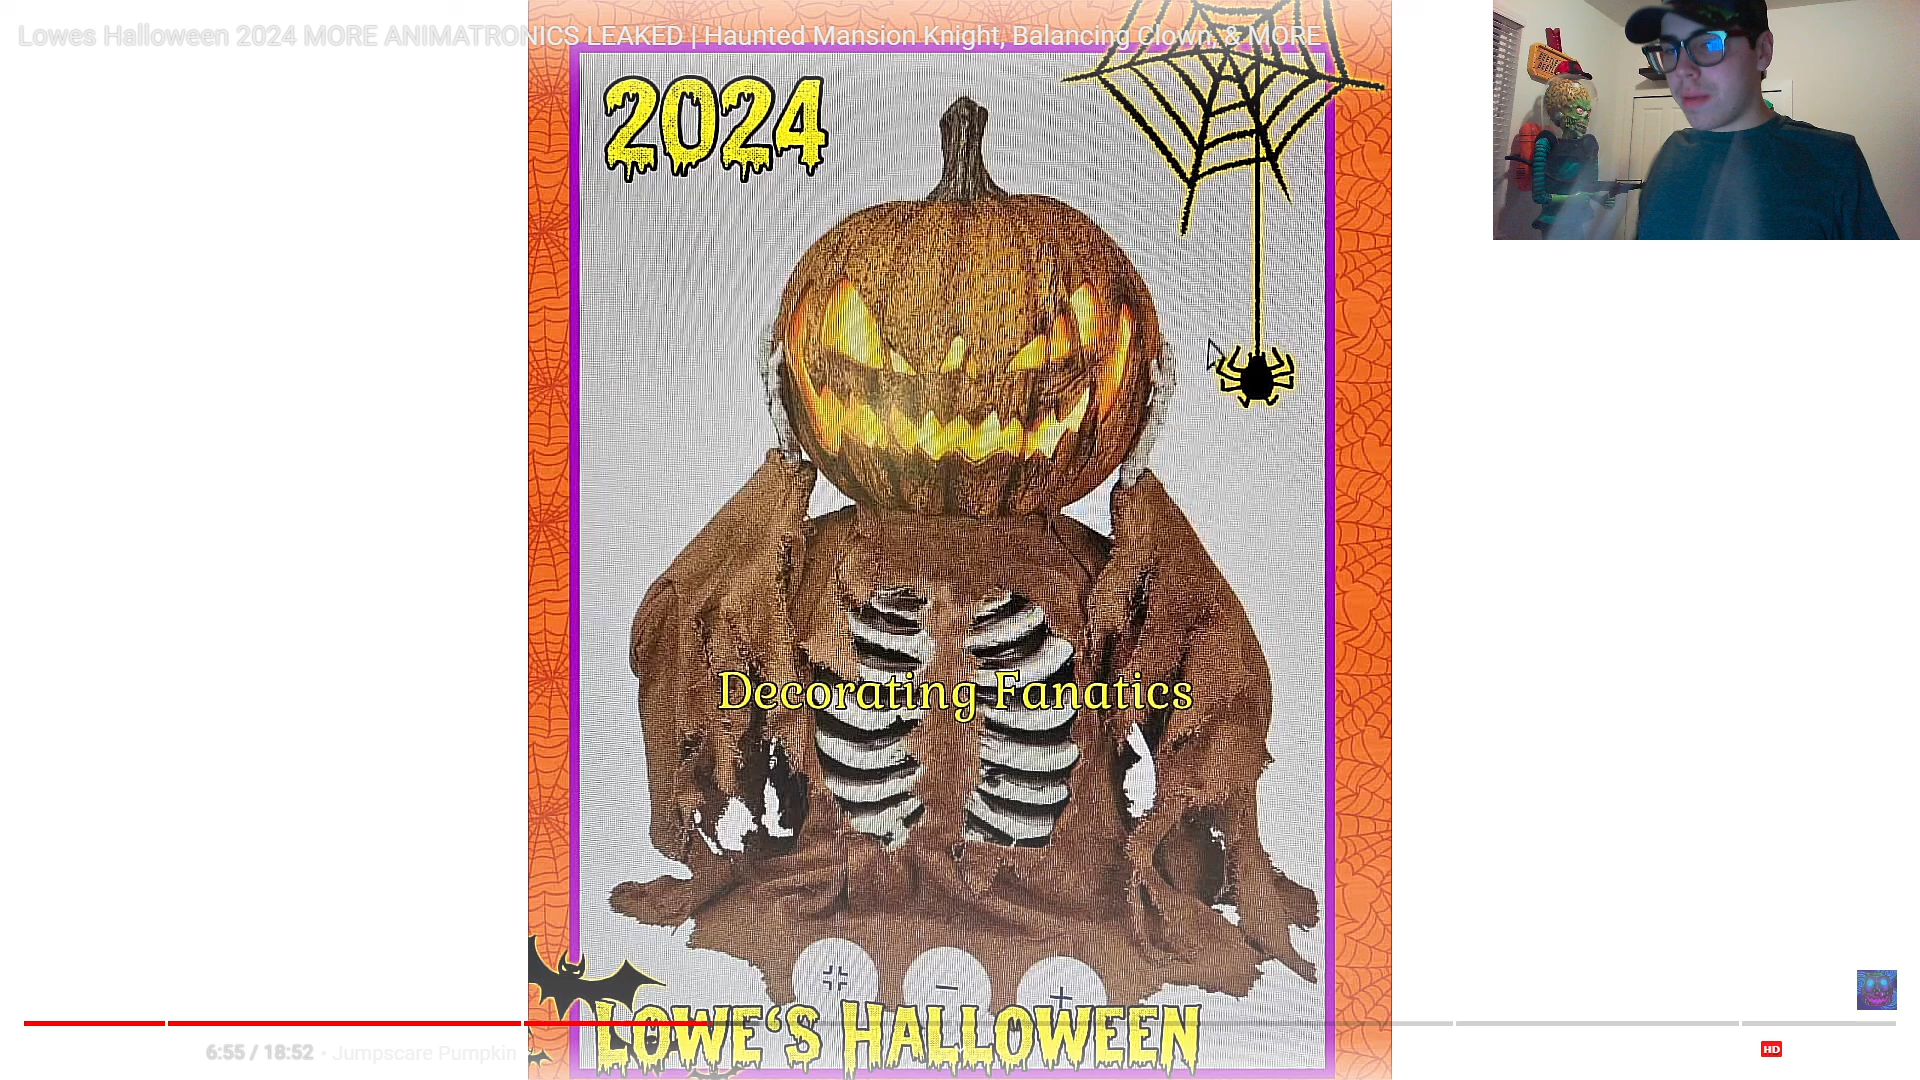 Lowes Halloween 2024 MORE ANIMATRONICS LEAKED | Haunted Mansion Knight, Balancing Clown, & MORE
2024
Decorating Fanatics
LOWE'S HALLOWEEN
6:55 / 18:52 • Jumpscare Pumpkin
HD